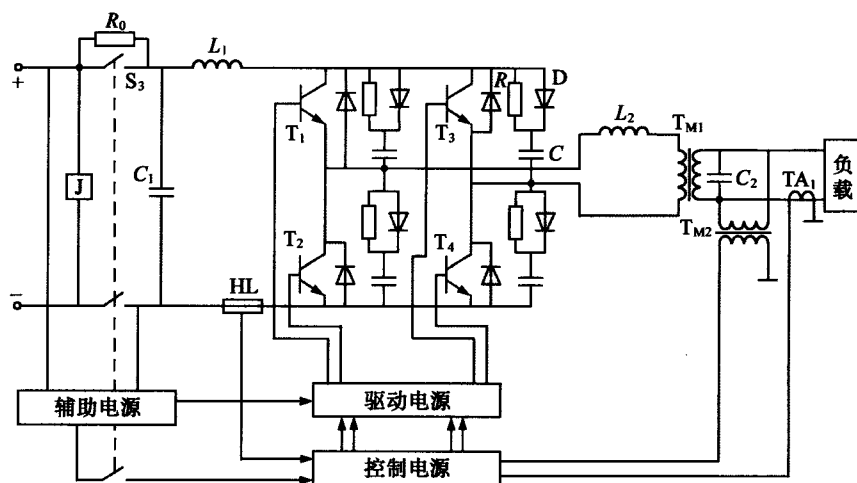 R₀
L₁
+
S₃
R
D
T₁
T₃
L₂
T_M1
J
C₁
C
C₂
TA₁
负载
T₂
T₄
T_M2
−
HL
辅助电源
驱动电源
控制电源